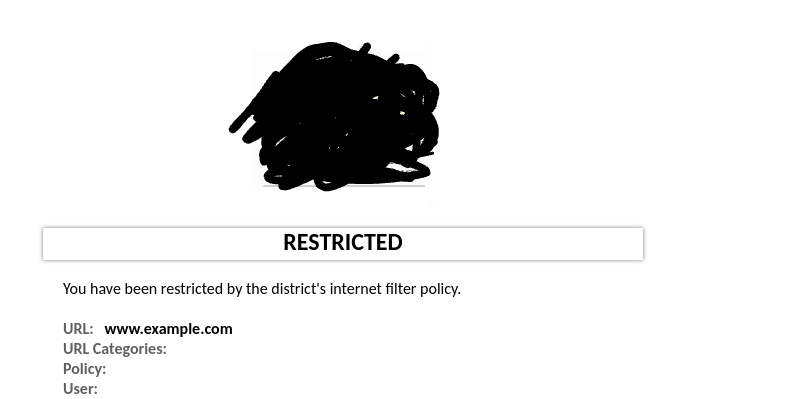 RESTRICTED
You have been restricted by the district's internet filter policy.
URL: www.example.com
URL Categories:
Policy:
User: